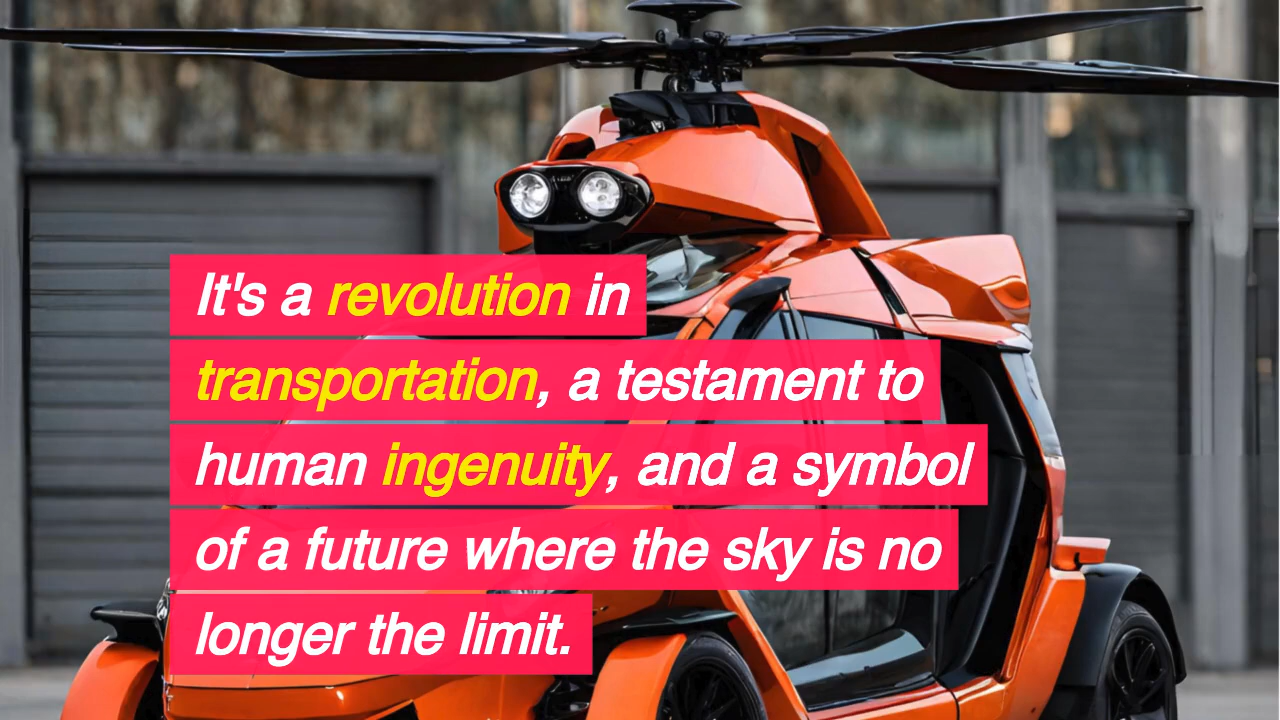 It's a revolution in
transportation, a testament to
human ingenuity, and a symbol
of a future where the sky is no
longer the limit.